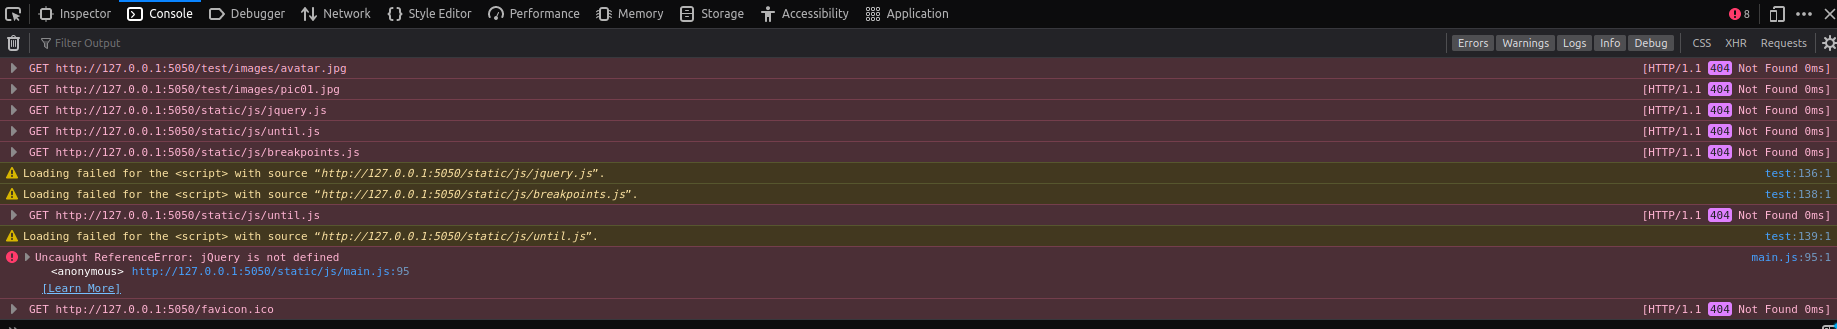 Inspector Console Debugger Network Style Editor Performance Memory Storage Accessibility Application 8
Filter Output Errors Warnings Logs Info Debug CSS XHR Requests
GET http://127.0.0.1:5050/test/images/avatar.jpg [HTTP/1.1 404 Not Found 0ms]
GET http://127.0.0.1:5050/test/images/pic01.jpg [HTTP/1.1 404 Not Found 0ms]
GET http://127.0.0.1:5050/static/js/jquery.js [HTTP/1.1 404 Not Found 0ms]
GET http://127.0.0.1:5050/static/js/until.js [HTTP/1.1 404 Not Found 0ms]
GET http://127.0.0.1:5050/static/js/breakpoints.js [HTTP/1.1 404 Not Found 0ms]
Loading failed for the <script> with source “http://127.0.0.1:5050/static/js/jquery.js”. test:136:1
Loading failed for the <script> with source “http://127.0.0.1:5050/static/js/breakpoints.js”. test:138:1
GET http://127.0.0.1:5050/static/js/until.js [HTTP/1.1 404 Not Found 0ms]
Loading failed for the <script> with source “http://127.0.0.1:5050/static/js/until.js”. test:139:1
Uncaught ReferenceError: jQuery is not defined main.js:95:1
<anonymous> http://127.0.0.1:5050/static/js/main.js:95
[Learn More]
GET http://127.0.0.1:5050/favicon.ico [HTTP/1.1 404 Not Found 0ms]